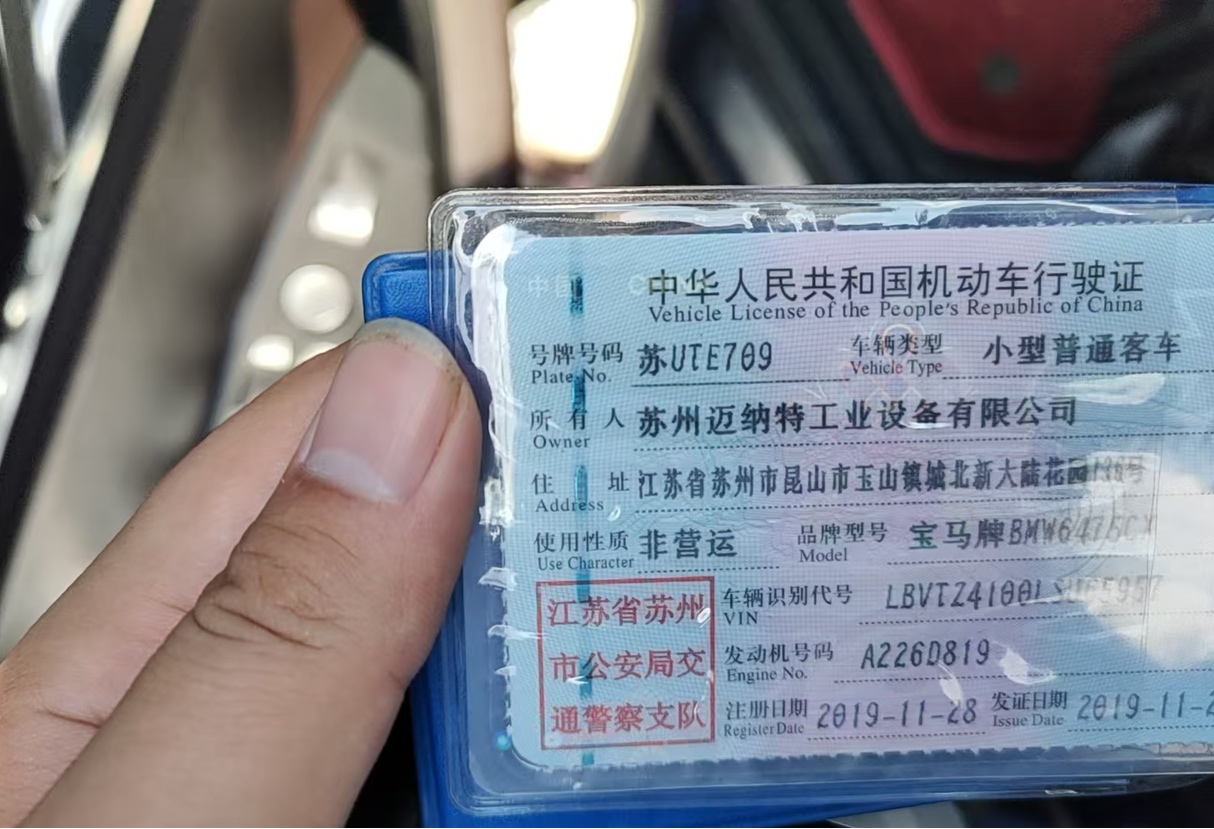 中华人民共和国机动车行驶证
Vehicle License of the People's Republic of China
号牌号码 苏UTE709 车辆类型 小型普通客车
Plate No. Vehicle Type
所有人 苏州迈纳特工业设备有限公司
Owner
住址 江苏省苏州市昆山市玉山镇城北新大陆花园
Address
使用性质 非营运 品牌型号 宝马牌
Use Character Model
江苏省苏州 车辆识别代号
VIN
市公安局交 发动机号码 A226D819
Engine No.
通警察支队 注册日期 2019-11-28 发证日期 2019-11-2
Register Date Issue Date